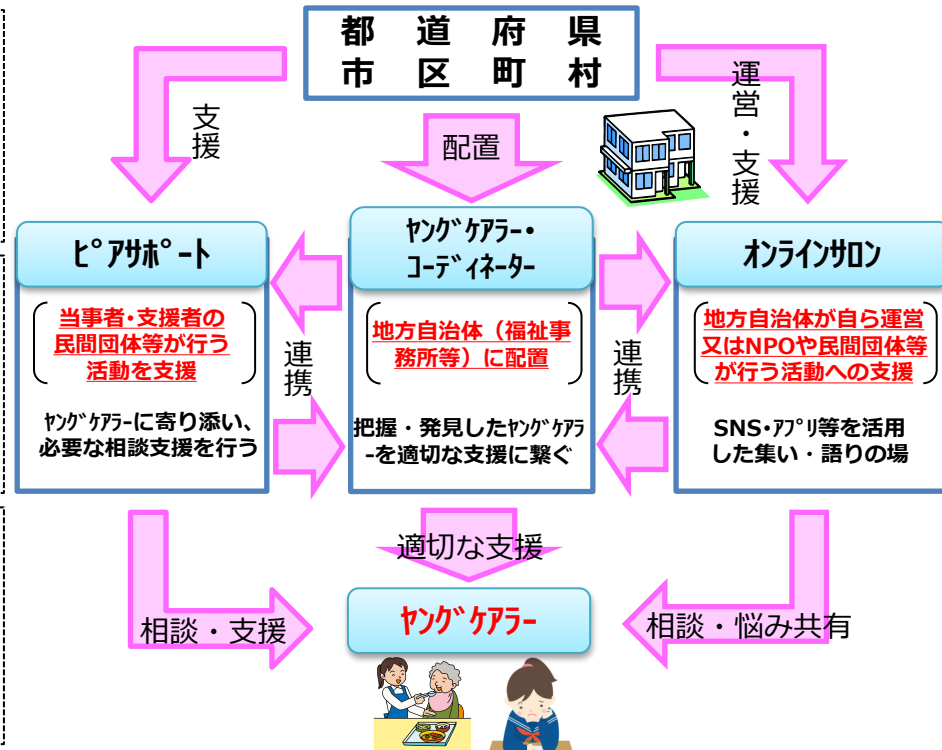 都道府県
市区町村
支援
配置
運営・支援
ﾋﾟｱｻﾎﾟｰﾄ
当事者・支援者の
民間団体等が行う
活動を支援
ﾔﾝｸﾞｹｱﾗｰに寄り添い、
必要な相談支援を行う
連携
ﾔﾝｸﾞｹｱﾗｰ・
ｺｰﾃﾞｨﾈｰﾀｰ
地方自治体（福祉事
務所等）に配置
把握・発見したﾔﾝｸﾞｹｱﾗ
ｰを適切な支援に繋ぐ
連携
ｵﾝﾗｲﾝｻﾛﾝ
地方自治体が自ら運営
又はNPOや民間団体等
が行う活動への支援
SNS・ｱﾌﾟﾘ等を活用
した集い・語りの場
適切な支援
相談・支援
ﾔﾝｸﾞｹｱﾗｰ
相談・悩み共有